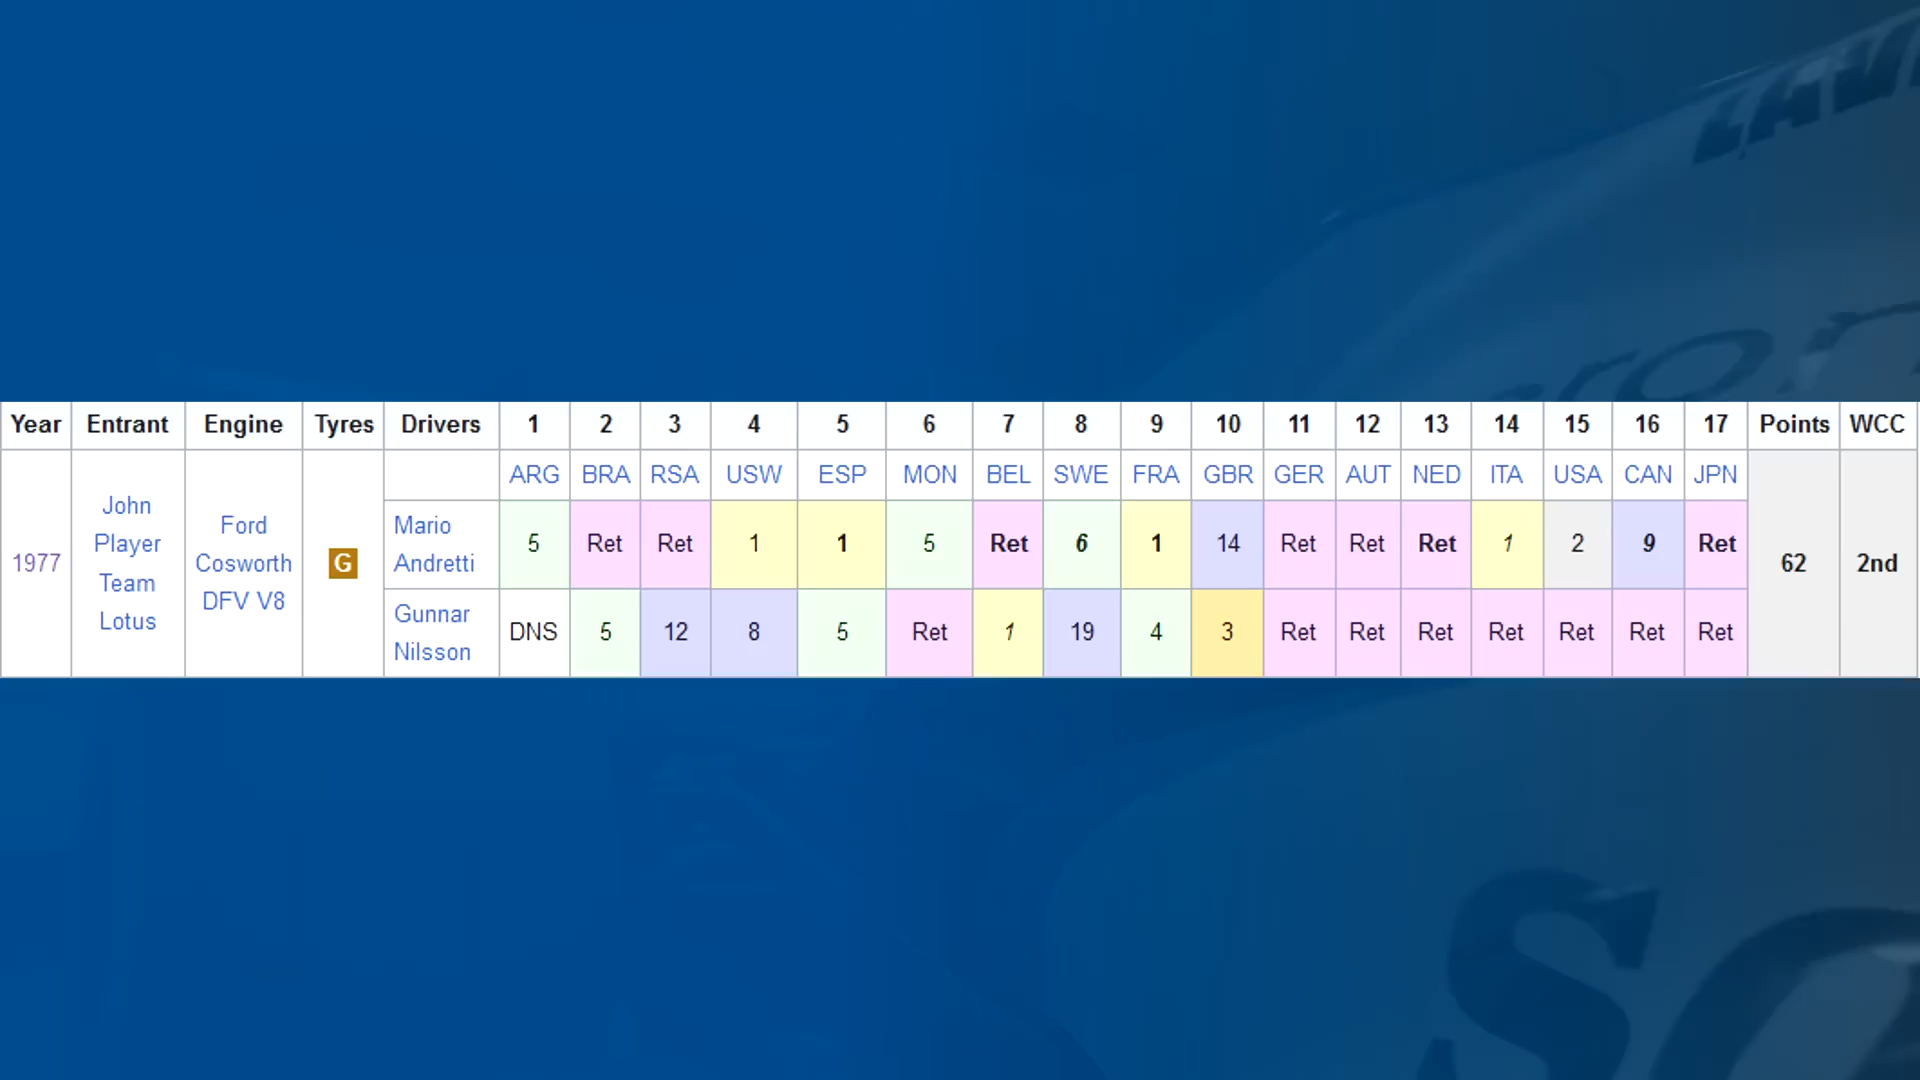 Year Entrant Engine Tyres Drivers 1 2 3 4 5 6 7 8 9 10 11 12 13 14 15 16 17 Points WCC
1977 John Player Team Lotus Ford Cosworth DFV V8 G ARG BRA RSA USW ESP MON BEL SWE FRA GBR GER AUT NED ITA USA CAN JPN 62 2nd
Mario Andretti 5 Ret Ret 1 1 5 Ret 6 1 14 Ret Ret Ret 1 2 9 Ret
Gunnar Nilsson DNS 5 12 8 5 Ret 1 19 4 3 Ret Ret Ret Ret Ret Ret Ret